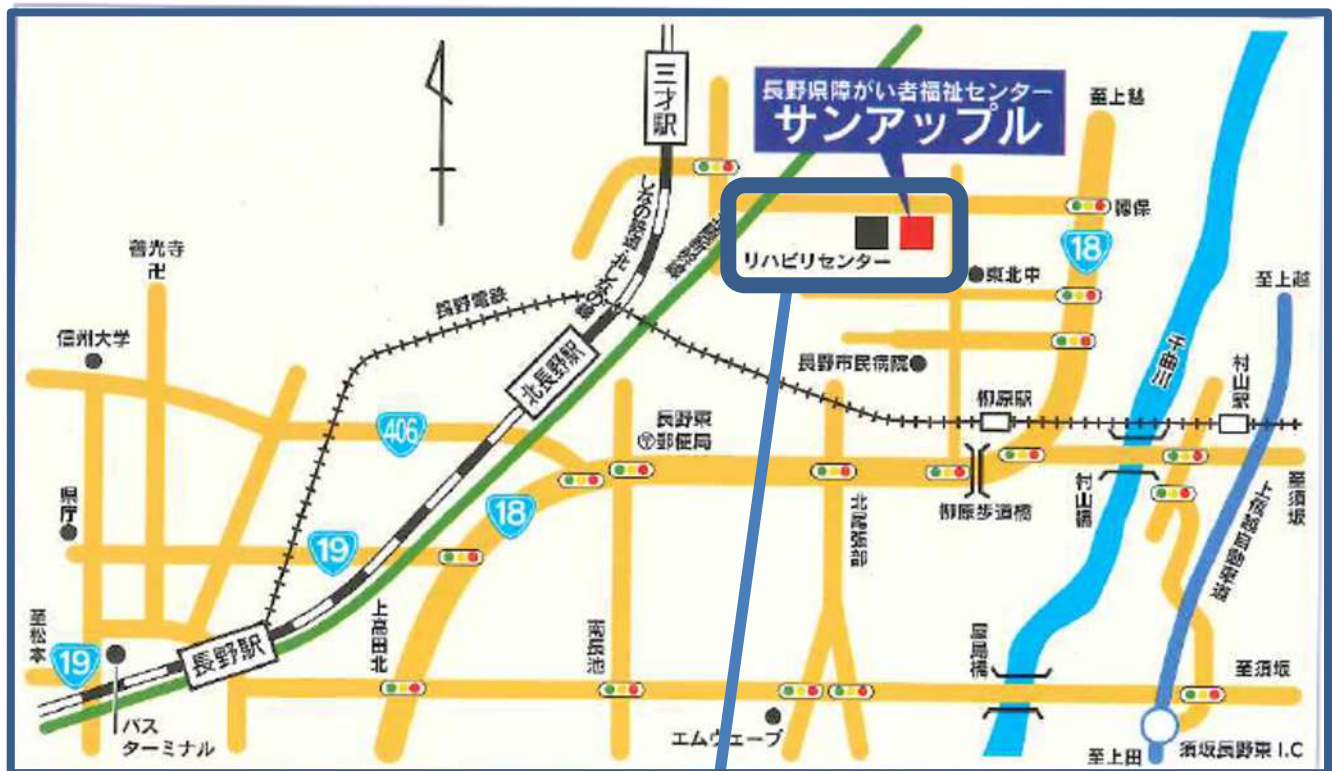 三才駅
長野県障がい者福祉センター
サンアップル
至上越
しなの鉄道・北しなの線
18
リハビリセンター
東北中
至上越
善光寺
卍
長野電鉄
信州大学
長野市民病院
千曲川
村山駅
柳原駅
北長野駅
406
長野東
〒郵便局
18
県庁
19
柳原歩道橋
村山橋
至須坂
北尾張部
上信越自動車道
至松本
19
長野駅
上高田北
屋島橋
至須坂
バス
ターミナル
エムウェーブ
至上田
須坂長野東I.C